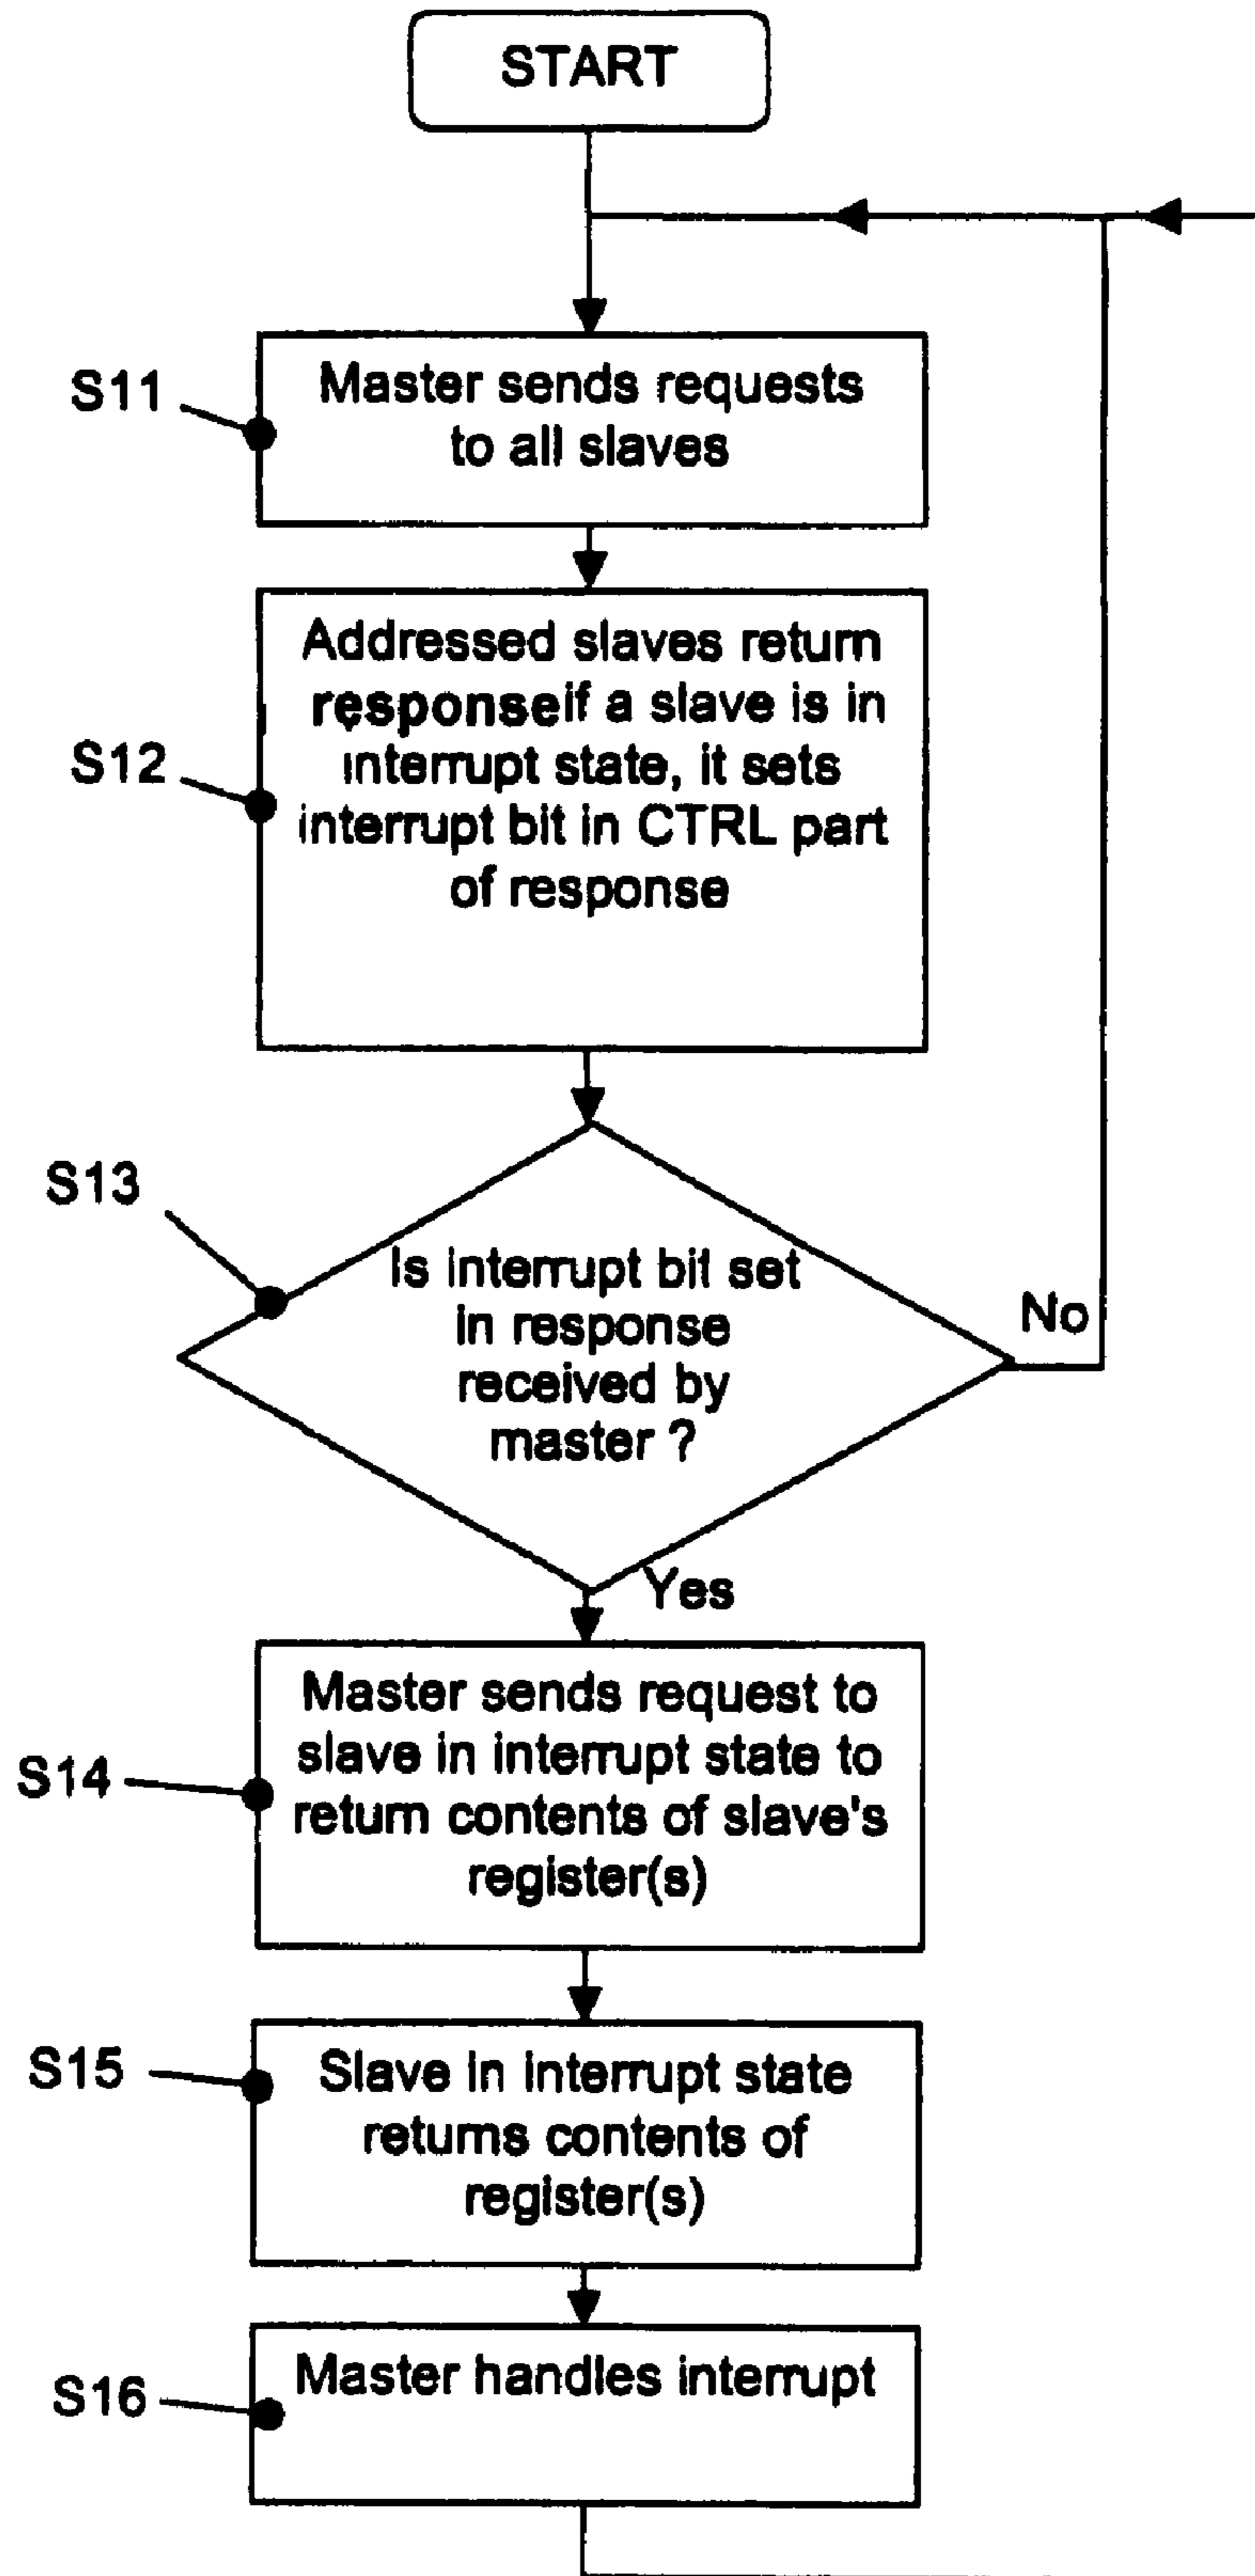 START
S11
Master sends requests
to all slaves
S12
Addressed slaves return
response if a slave is in
interrupt state, it sets
interrupt bit in CTRL part
of response
S13
Is interrupt bit set
in response
received by
master ?
No
Yes
S14
Master sends request to
slave in interrupt state to
return contents of slave's
register(s)
S15
Slave in interrupt state
returns contents of
register(s)
S16
Master handles interrupt